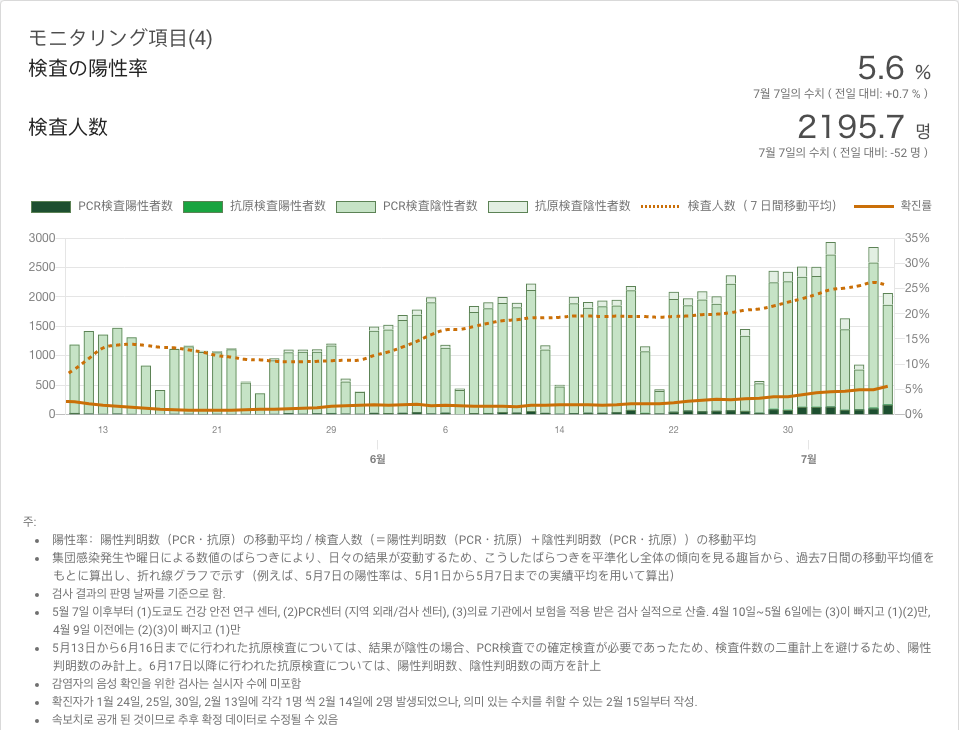 モニタリング項目(4)
検査の陽性率
5.6 %
7월 7일의 수치 ( 전일 대비: +0.7 % )
検査人数
2195.7 명
7월 7일의 수치 ( 전일 대비: -52 명 )
PCR検査陽性者数 抗原検査陽性者数 PCR検査陰性者数 抗原検査陰性者数 検査人数（７日間移動平均） 확진률
3000 35%
30%
2500
25%
2000
20%
1500
15%
1000
10%
500
5%
0 0%
13 21 29 6 14 22 30
6월 7월
주:
陽性率：陽性判明数（PCR・抗原）の移動平均 / 検査人数（＝陽性判明数（PCR・抗原）＋陰性判明数（PCR・抗原））の移動平均
集団感染発生や曜日による数値のばらつきにより、日々の結果が変動するため、こうしたばらつきを平準化し全体の傾向を見る趣旨から、過去7日間の移動平均値を
もとに算出し、折れ線グラフで示す（例えば、5月7日の陽性率は、5月1日から5月7日までの実績平均を用いて算出）
검사 결과의 판명 날짜를 기준으로 함.
5월 7일 이후부터 (1)도쿄도 건강 안전 연구 센터, (2)PCR센터 (지역 외래/검사 센터), (3)의료 기관에서 보험을 적용 받은 검사 실적으로 산출. 4월 10일~5월 6일에는 (3)이 빠지고 (1)(2)만,
4월 9일 이전에는 (2)(3)이 빠지고 (1)만
5月13日から6月16日までに行われた抗原検査については、結果が陰性の場合、PCR検査での確定検査が必要であったため、検査件数の二重計上を避けるため、陽性
判明数のみ計上。6月17日以降に行われた抗原検査については、陽性判明数、陰性判明数の両方を計上
감염자의 음성 확인을 위한 검사는 실시자 수에 미포함
확진자가 1월 24일, 25일, 30일, 2월 13일에 각각 1명 씩 2월 14일에 2명 발생되었으나, 의미 있는 수치를 취할 수 있는 2월 15일부터 작성.
속보치로 공개 된 것이므로 추후 확정 데이터로 수정될 수 있음